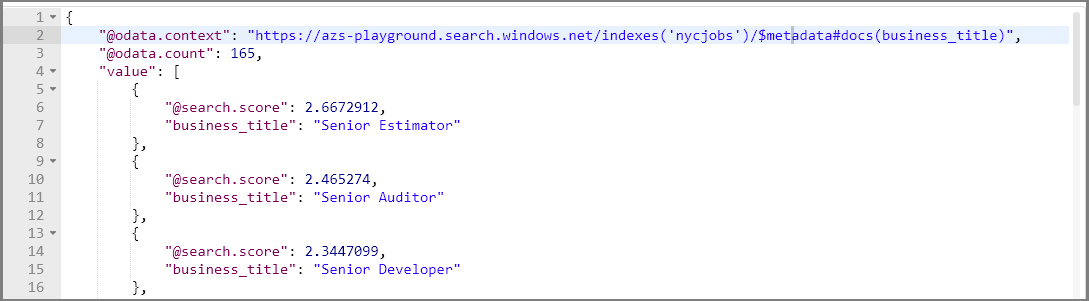 1 {
2 "@odata.context": "https://azs-playground.search.windows.net/indexes('nycjobs')/$metadata#docs(business_title)",
3 "@odata.count": 165,
4 "value": [
5 {
6 "@search.score": 2.6672912,
7 "business_title": "Senior Estimator"
8 },
9 {
10 "@search.score": 2.465274,
11 "business_title": "Senior Auditor"
12 },
13 {
14 "@search.score": 2.3447099,
15 "business_title": "Senior Developer"
16 },